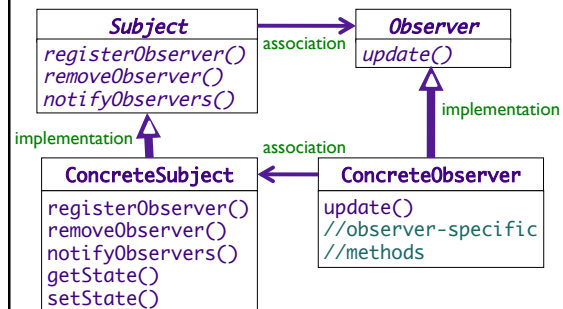 Subject
registerObserver()
removeObserver()
notifyObservers()
association
Observer
update()
implementation
implementation
association
ConcreteSubject
registerObserver()
removeObserver()
notifyObservers()
getState()
setState()
ConcreteObserver
update()
//observer-specific
//methods